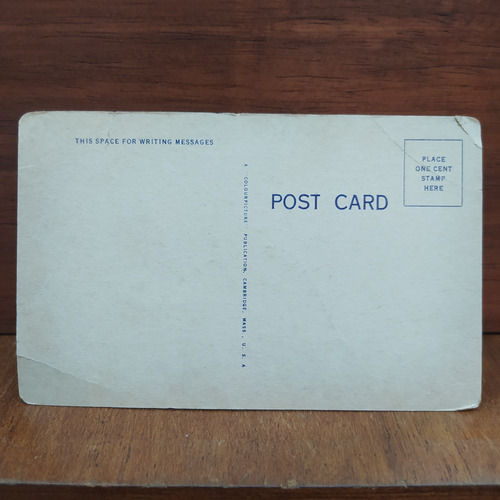 THIS SPACE FOR WRITING MESSAGES
A COLOURPICTURE PUBLICATION, CAMBRIDGE, MASS., U. S. A
POST CARD
PLACE
ONE CENT
STAMP
HERE